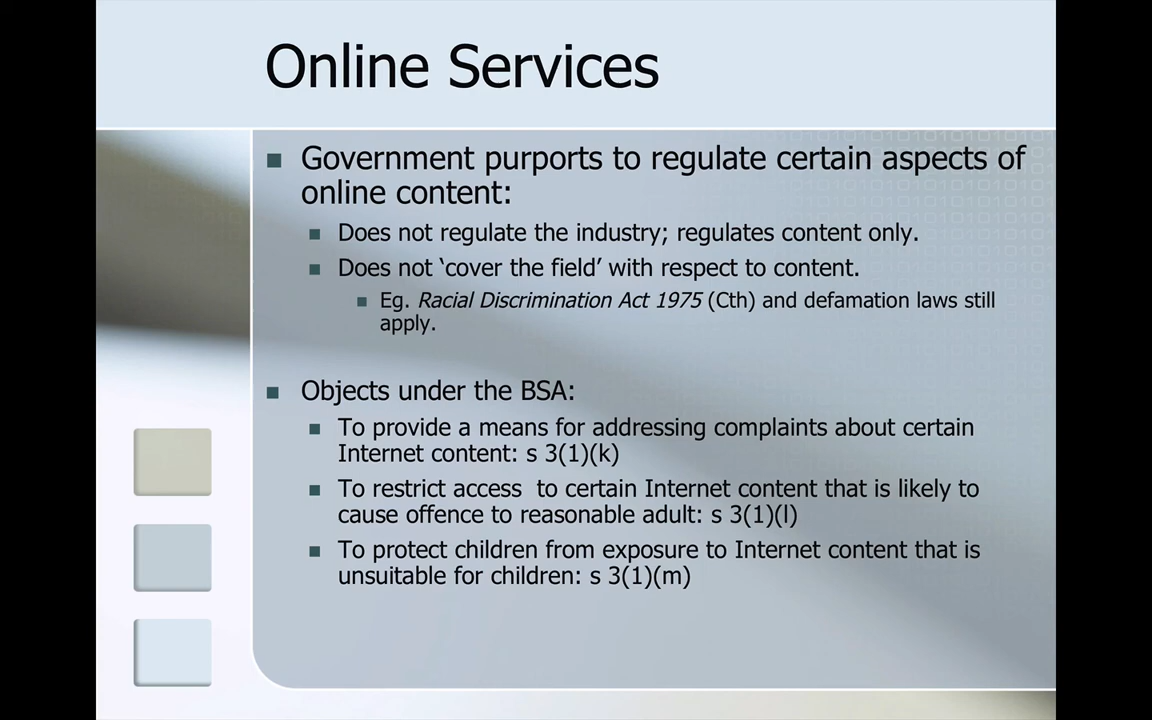 Online Services
Government purports to regulate certain aspects of
online content:
Does not regulate the industry; regulates content only.
Does not ‘cover the field’ with respect to content.
Eg. Racial Discrimination Act 1975 (Cth) and defamation laws still
apply.
Objects under the BSA:
To provide a means for addressing complaints about certain
Internet content: s 3(1)(k)
To restrict access  to certain Internet content that is likely to
cause offence to reasonable adult: s 3(1)(l)
To protect children from exposure to Internet content that is
unsuitable for children: s 3(1)(m)